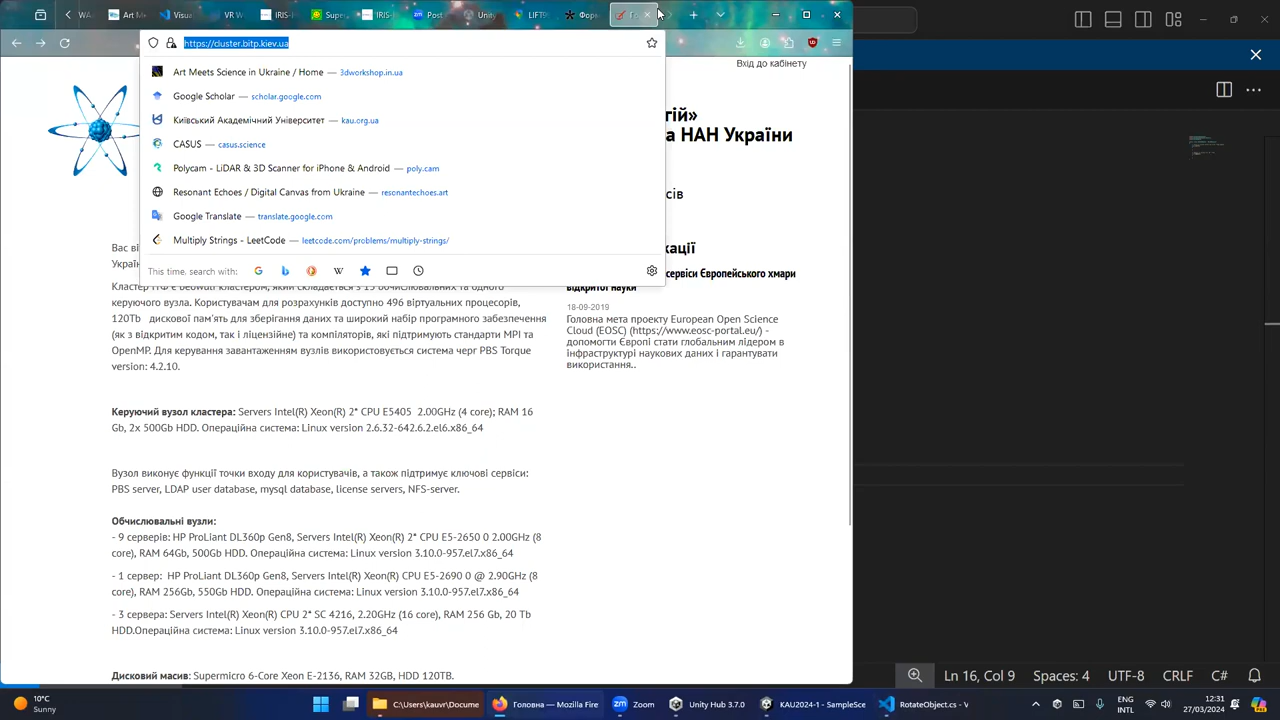 WA
IRIS-
Super
IRIS-
Post
LIFT9
Фор
https://cluster.bitp.kiev.ua
Вхід до кабінету
Art Meets Science in Ukraine / Home — 3dworkshop.in.ua
Google Scholar — scholar.google.com
Київський Академічний Університет — kau.org.ua
CASUS — casus.science
Polycam - LiDAR & 3D Scanner for iPhone & Android — poly.cam
Resonant Echoes / Digital Canvas from Ukraine — resonantechoes.art
Google Translate — translate.google.com
Multiply Strings - LeetCode — leetcode.com/problems/multiply-strings/
This time, search with:
гій»
а НАН України
сів
Вас ві
Україн
керуючого вузла. Користувачам для розрахунків доступно 496 віртуальних процесорів,
120Tb дискової пам'ять для зберігання даних та широкий набір програмного забезпечення
(як з відкритим кодом, так і ліцензійне) та компіляторів, які підтримують стандарти MPI та
OpenMP. Для керування завантаженням вузлів використовується система черг PBS Torque
version: 4.2.10.
Керуючий вузол кластера: Servers Intel(R) Xeon(R) 2* CPU E5405 2.00GHz (4 core); RAM 16
Gb, 2x 500Gb HDD. Операційна система: Linux version 2.6.32-642.6.2.el6.x86_64
Вузол виконує функції точки входу для користувачів, а також підтримує ключові сервіси:
PBS server, LDAP user database, mysql database, license servers, NFS-server.
Обчислювальні вузли:
- 9 серверів: HP ProLiant DL360p Gen8, Servers Intel(R) Xeon(R) 2* CPU E5-2650 0 2.00GHz (8
core), RAM 64Gb, 500Gb HDD. Операційна система: Linux version 3.10.0-957.el7.x86_64
- 1 сервер: HP ProLiant DL360p Gen8, Servers Intel(R) Xeon(R) CPU E5-2690 0 @ 2.90GHz (8
core), RAM 256Gb, 550Gb HDD. Операційна система: Linux version 3.10.0-957.el7.x86_64
- 3 сервера: Servers Intel(R) Xeon(R) CPU 2* SC 4216, 2.20GHz (16 core), RAM 256 Gb, 20 Tb
HDD.Операційна система: Linux version 3.10.0-957.el7.x86_64
Дисковий масив: Supermicro 6-Core Xeon E-2136, RAM 32GB, HDD 120TB.
кації
сервіси Європейського хмари
відкритої науки
18-09-2019
Головна мета проекту European Open Science
Cloud (EOSC) (https://www.eosc-portal.eu/) -
допомогти Європі стати глобальним лідером в
інфраструктурі наукових даних і гарантувати
використання..
Ln 1, Col 1 Spaces: 4 UTF-8 CRLF C#
10°C
Sunny
C:\Users\kauvr\Docume
Головна — Mozilla Fire
Zoom
Unity Hub 3.7.0
KAU2024-1 - SampleSce
RotateObject.cs - V
ENG
INTL
12:31
27/03/2024